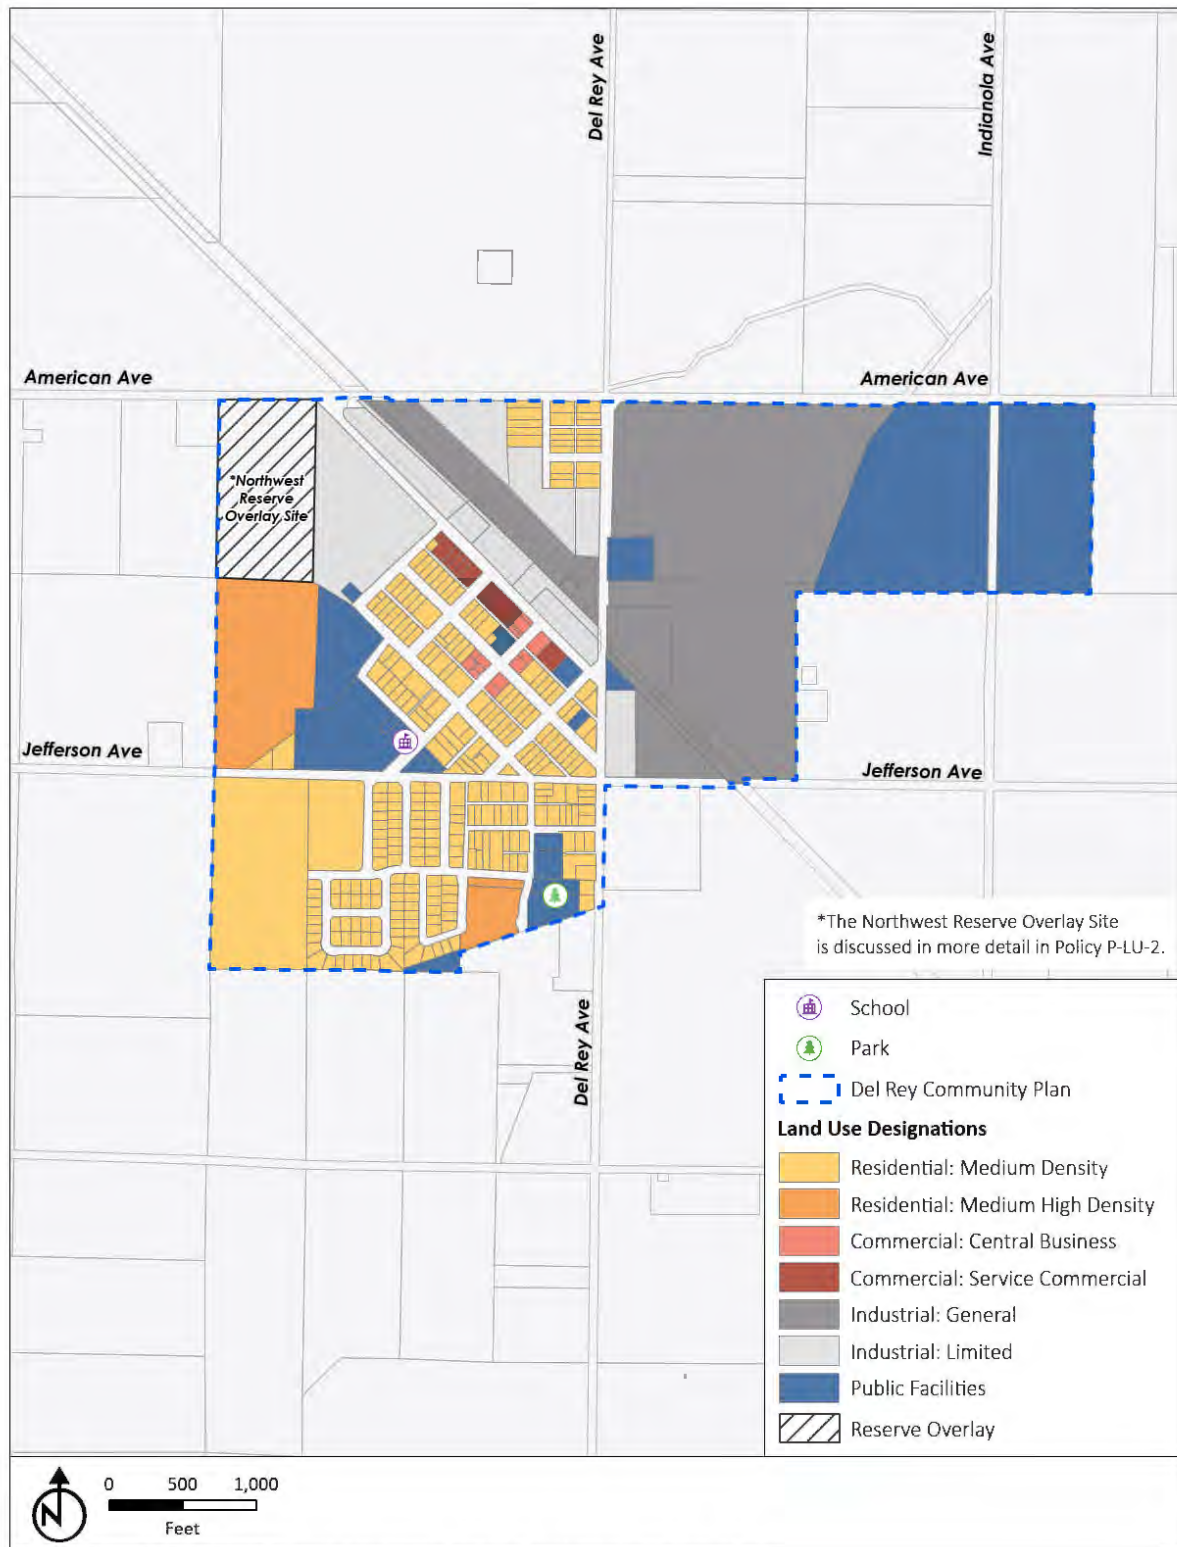 Del Rey Ave
Indianola Ave
American Ave
American Ave
*Northwest
Reserve
Overlay Site
Jefferson Ave
Jefferson Ave
*The Northwest Reserve Overlay Site
is discussed in more detail in Policy P-LU-2.
Del Rey Ave
School
Park
Del Rey Community Plan
Land Use Designations
Residential: Medium Density
Residential: Medium High Density
Commercial: Central Business
Commercial: Service Commercial
Industrial: General
Industrial: Limited
Public Facilities
Reserve Overlay
N
0 500 1,000
Feet